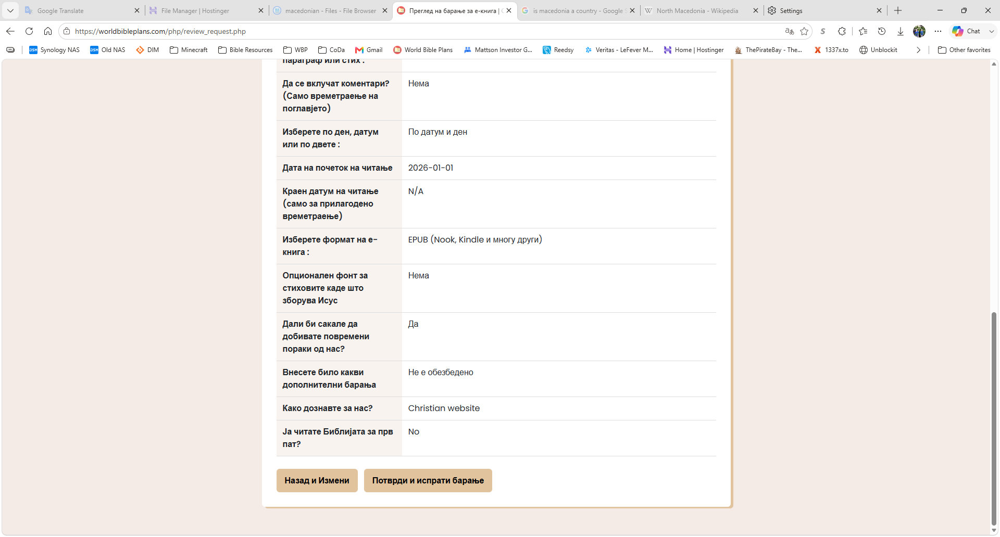 Google Translate
File Manager | Hostinger
macedonian - Files - File Browser
Преглед на барање за е-книга |
is macedonia a country - Google
North Macedonia - Wikipedia
Settings
https://worldbibleplans.com/php/review_request.php
Chat
Synology NAS
Old NAS
DIM
Minecraft
Bible Resources
WBP
CoDa
Gmail
World Bible Plans
Mattson Investor G...
Reedsy
Veritas - LeFever M...
Home | Hostinger
ThePirateBay - The...
1337x.to
Unblockit
Other favorites
параграф или стих :
Да се вклучат коментари?
(Само времетраење на
поглавјето)
Нема
Изберете по ден, датум
или по двете :
По датум и ден
Дата на почеток на читање
2026-01-01
Краен датум на читање
(само за прилагодено
времетраење)
N/A
Изберете формат на е-
книга :
EPUB (Nook, Kindle и многу други)
Опционален фонт за
стиховите каде што
зборува Исус
Нема
Дали би сакале да
добивате повремени
пораки од нас?
Да
Внесете било какви
дополнителни барања
Не е обезбедено
Како дознавте за нас?
Christian website
Ја читате Библијата за прв
пат?
No
Назад и Измени
Потврди и испрати барање